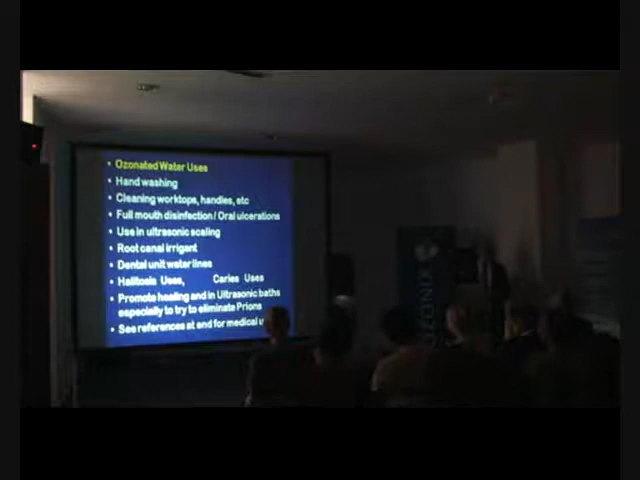 • Ozonated Water Uses
• Hand washing
• Cleaning worktops, handles, etc
• Full mouth disinfection / Oral ulcerations
• Use in ultrasonic scaling
• Root canal irrigant
• Dental unit water lines
• Halitosis Uses, Caries Uses
• Promote healing and in Ultrasonic baths
especially to try to eliminate Prions
• See references at end for medical